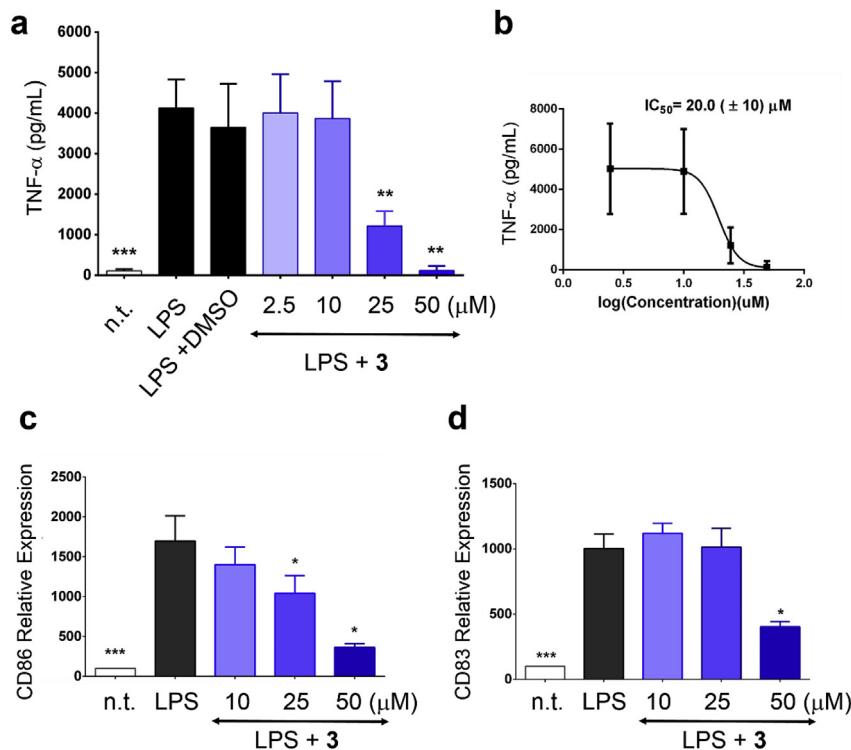 a
TNF-α (pg/mL)
6000
5000
4000
3000
2000
1000
0
***
**
**
n.t.
LPS
LPS +DMSO
2.5 10 25 50 (μM)
LPS + 3
b
IC50= 20.0 ( ± 10) μM
TNF-α (pg/mL)
8000
6000
4000
2000
0
0.0 0.5 1.0 1.5 2.0
log(Concentration)(uM)
c
CD86 Relative Expression
2500
2000
1500
1000
500
0
***
*
*
n.t. LPS 10 25 50 (μM)
LPS + 3
d
CD83 Relative Expression
1500
1000
500
0
***
*
n.t. LPS 10 25 50 (μM)
LPS + 3